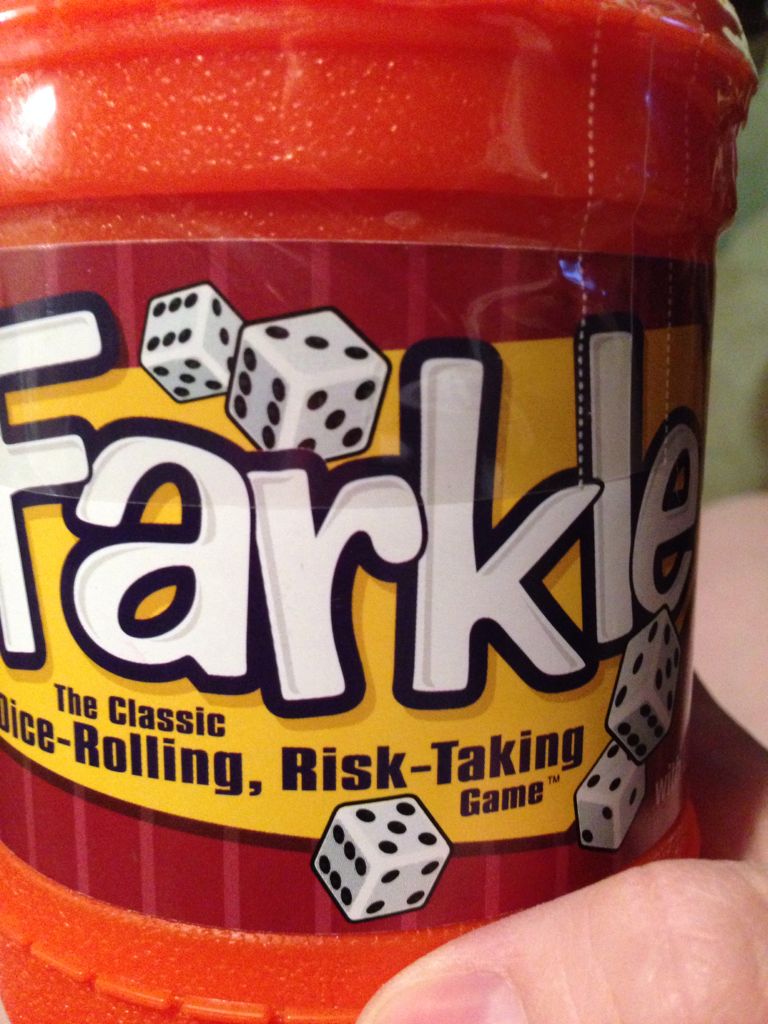 Farkle
The Classic
Dice-Rolling, Risk-Taking
Game™